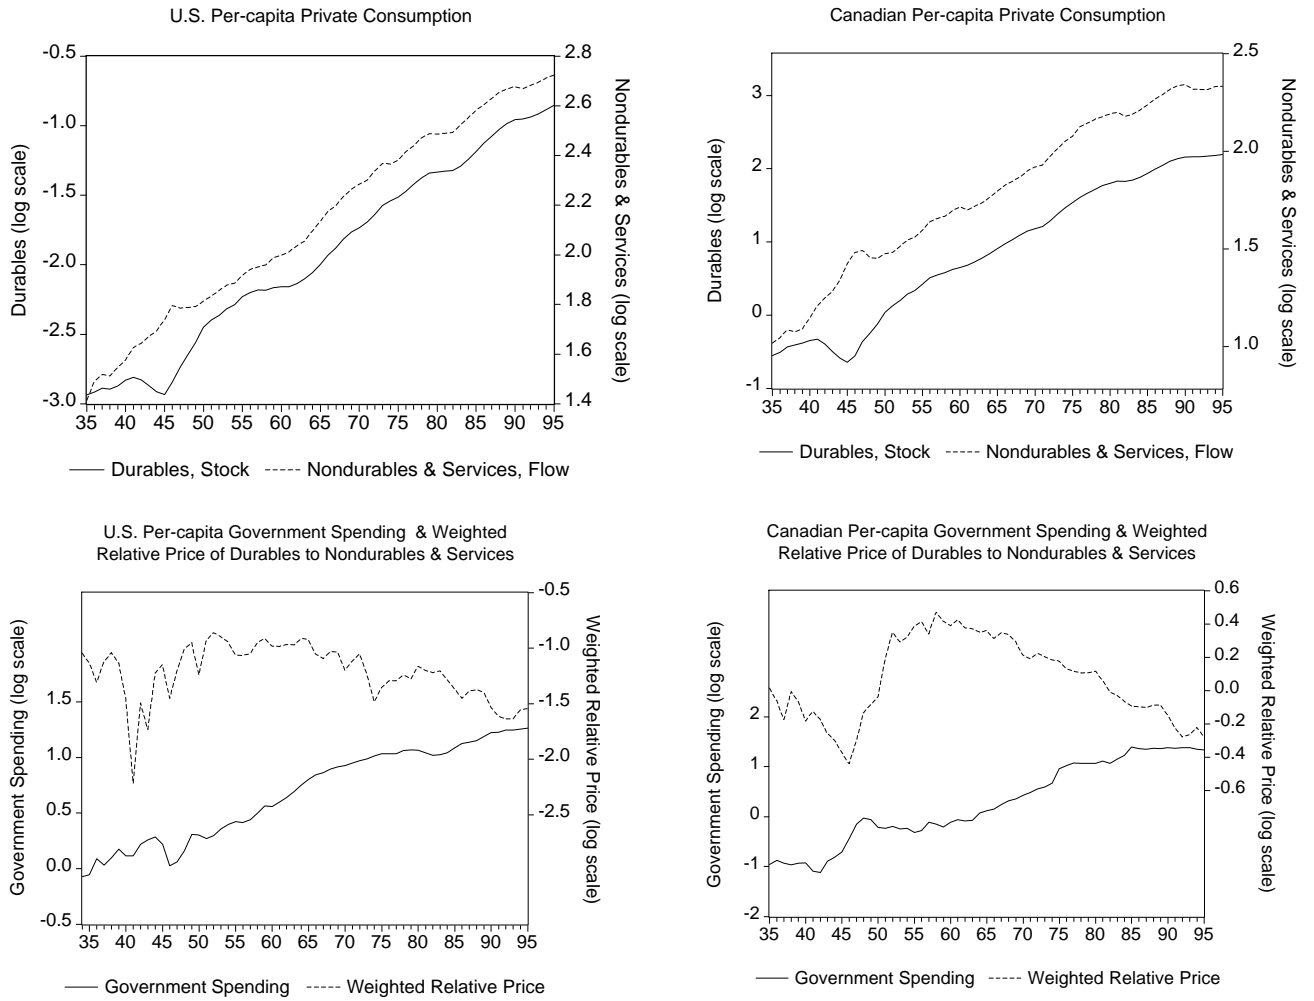 U.S. Per-capita Private Consumption
-0.5
-1.0
-1.5
-2.0
-2.5
-3.0
Durables (log scale)
2.8
2.6
2.4
2.2
2.0
1.8
1.6
1.4
Nondurables & Services (log scale)
35 40 45 50 55 60 65 70 75 80 85 90 95
Durables, Stock Nondurables & Services, Flow
Canadian Per-capita Private Consumption
3
2
1
0
-1
Durables (log scale)
2.5
2.0
1.5
1.0
Nondurables & Services (log scale)
35 40 45 50 55 60 65 70 75 80 85 90 95
Durables, Stock Nondurables & Services, Flow
U.S. Per-capita Government Spending & Weighted
Relative Price of Durables to Nondurables & Services
1.5
1.0
0.5
0.0
-0.5
Government Spending (log scale)
-0.5
-1.0
-1.5
-2.0
-2.5
Weighted Relative Price (log scale)
35 40 45 50 55 60 65 70 75 80 85 90 95
Government Spending Weighted Relative Price
Canadian Per-capita Government Spending & Weighted
Relative Price of Durables to Nondurables & Services
2
1
0
-1
-2
Government Spending (log scale)
0.6
0.4
0.2
0.0
-0.2
-0.4
-0.6
Weighted Relative Price (log scale)
35 40 45 50 55 60 65 70 75 80 85 90 95
Government Spending Weighted Relative Price